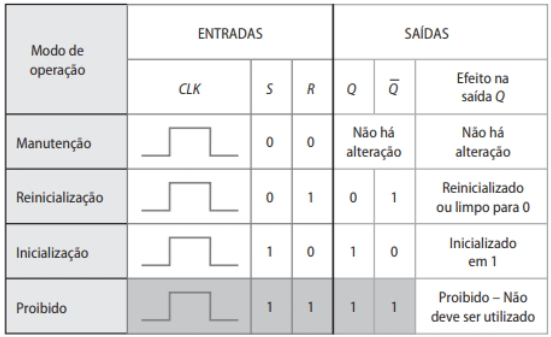 Modo de
operação
ENTRADAS
SAÍDAS
CLK
S
R
Q
Q̅
Efeito na
saída Q
Manutenção
0
0
Não há
alteração
Não há
alteração
Reinicialização
0
1
0
1
Reinicializado
ou limpo para 0
Inicialização
1
0
1
0
Inicializado
em 1
Proibido
1
1
1
1
Proibido – Não
deve ser utilizado